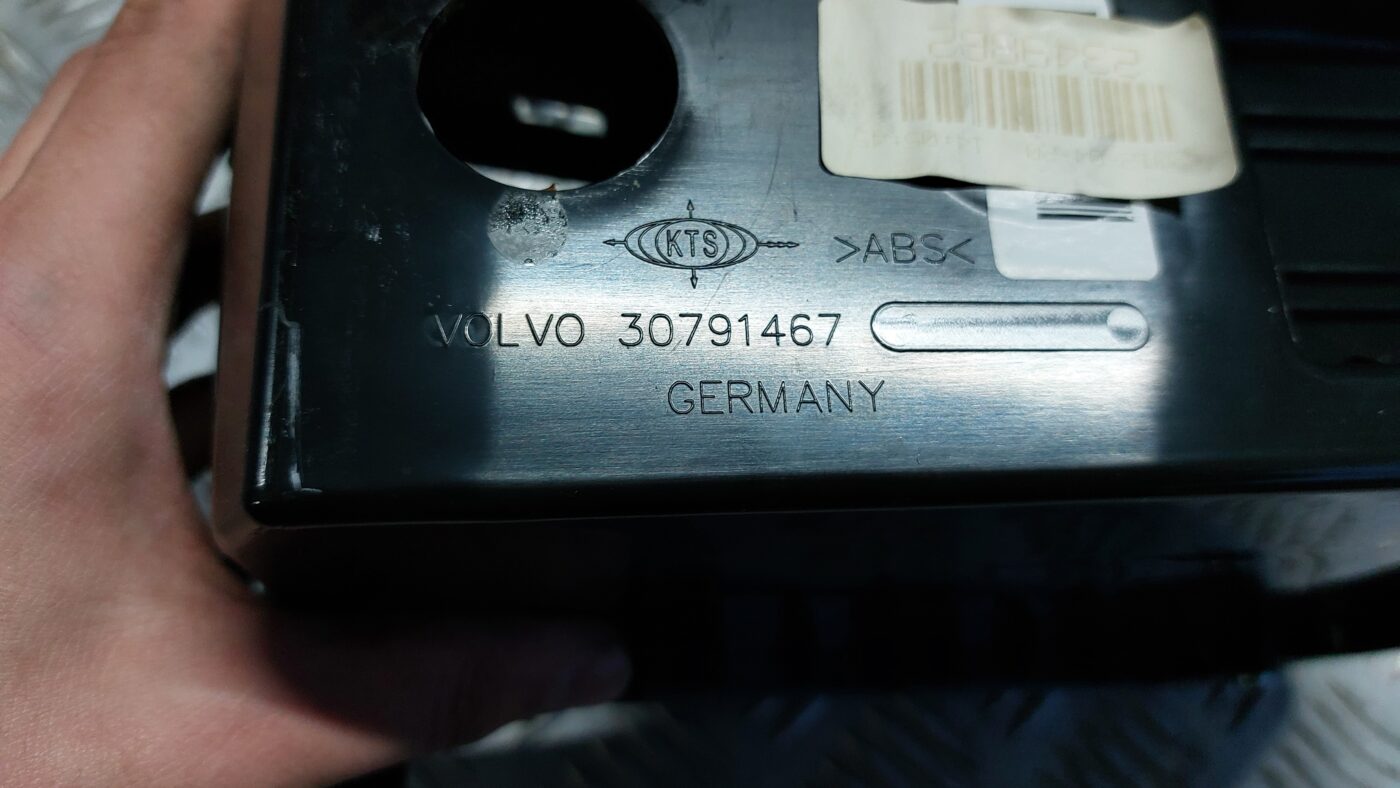 KTS >ABS<
VOLVO 30791467
GERMANY